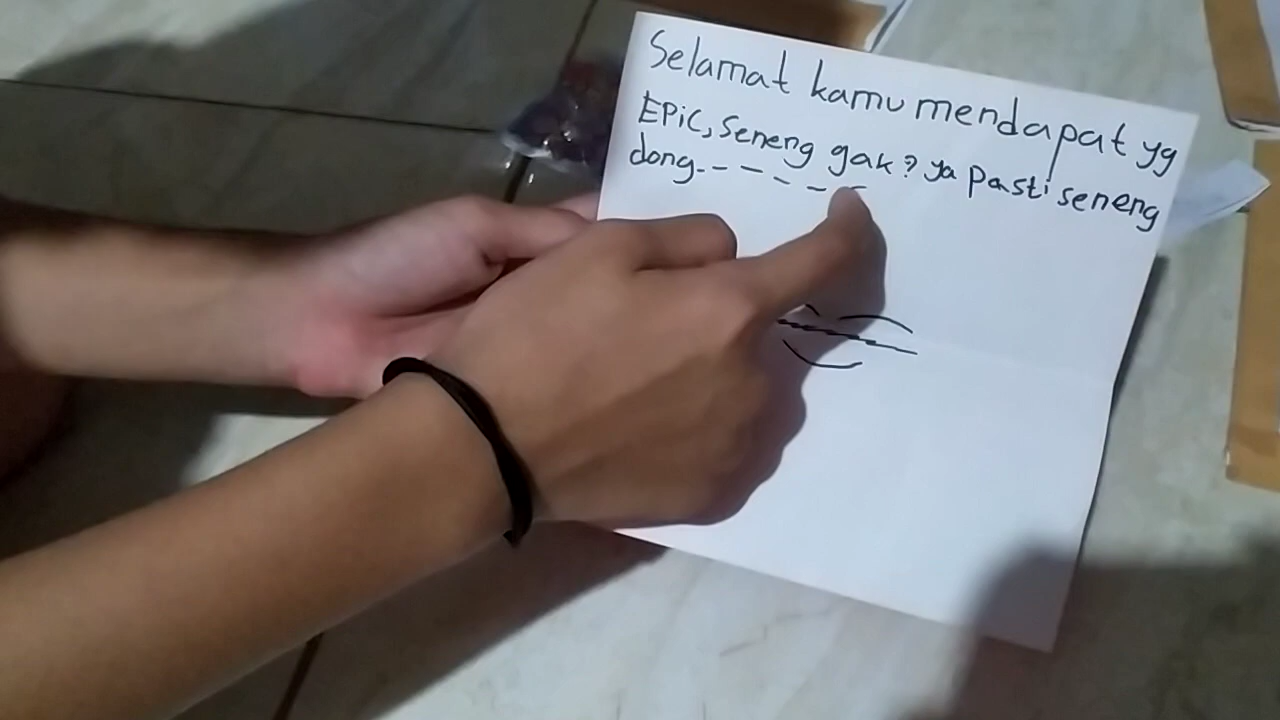 Selamat kamu mendapat yg
EPiC, Seneng gak? ya Pasti seneng
dong.------